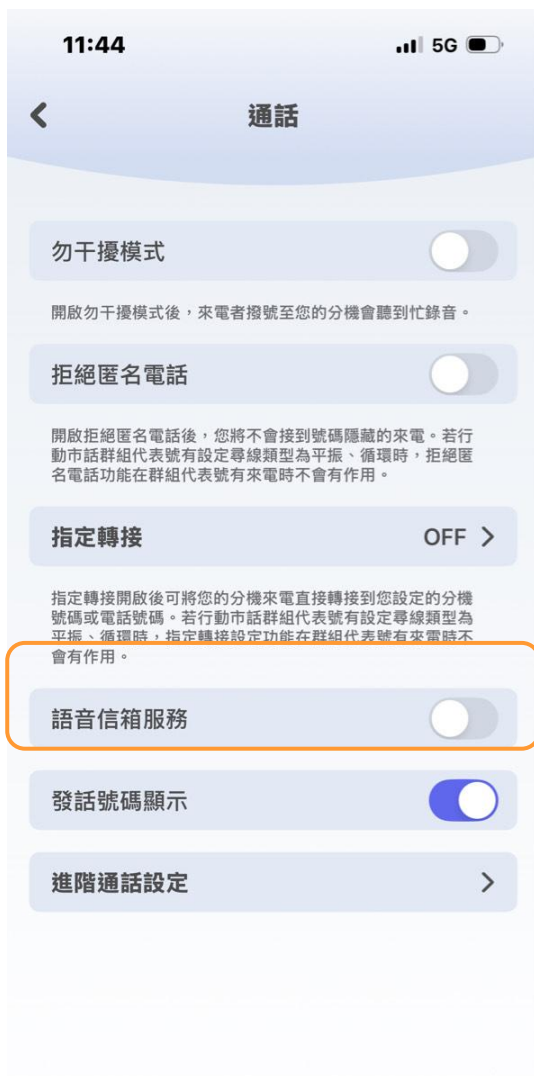 11:44
5G
通話
勿干擾模式
開啟勿干擾模式後，來電者撥號至您的分機會聽到忙錄音。
拒絕匿名電話
開啟拒絕匿名電話後，您將不會接到號碼隱藏的來電。若行
動市話群組代表號有設定尋線類型為平振、循環時，拒絕匿
名電話功能在群組代表號有來電時不會有作用。
指定轉接
OFF
指定轉接開啟後可將您的分機來電直接轉接到您設定的分機
號碼或電話號碼。若行動市話群組代表號有設定尋線類型為
平振、循環時，指定轉接設定功能在群組代表號有來電時不
會有作用。
語音信箱服務
發話號碼顯示
進階通話設定